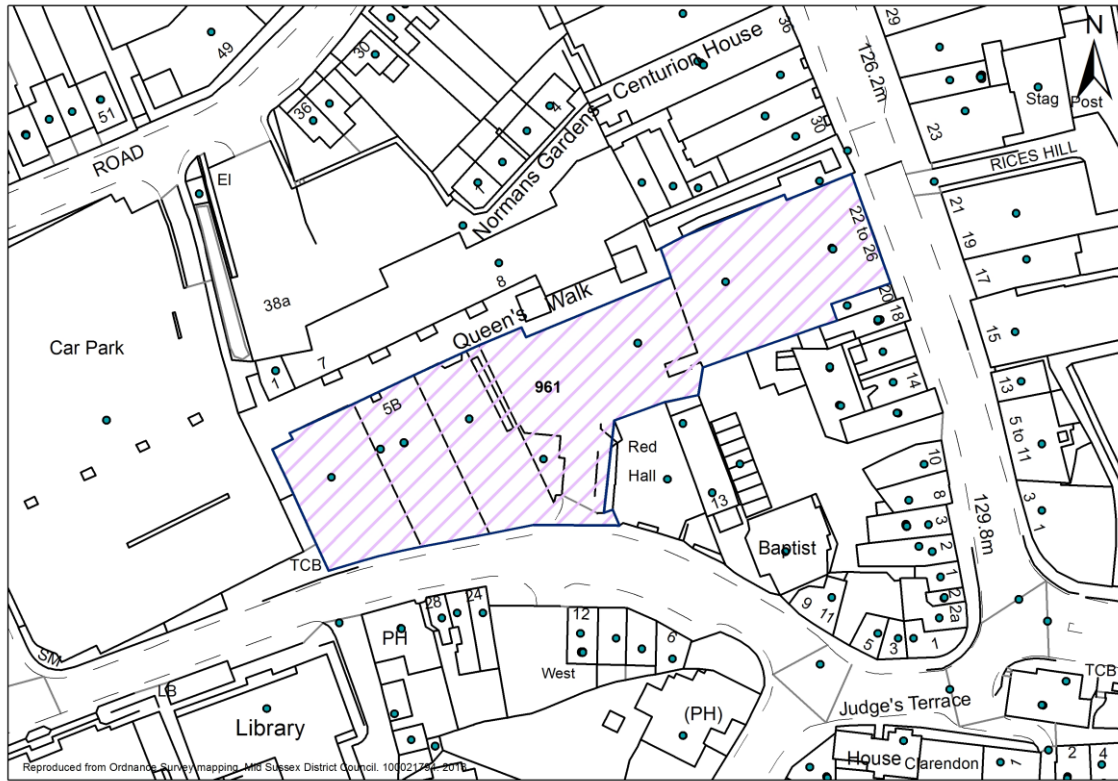 49
30
51
36
ROAD
El
4
1
Normans Gardens
Centurion House
36
30
126.2m
29
N
Stag
Post
23
RICES HILL
21
19
17
22 to 26
20
18
15
38a
8
7
Queen's Walk
1
Car Park
5B
961
14
13
5 to 11
Red
Hall
13
10
8
3
2
1
2
2a
1
3
1
129.8m
Baptist
TCB
9
11
5
3
28
24
PH
12
6
West
SM
LB
Library
(PH)
Judge's Terrace
TCB
House
Clarendon
1
2
4
Reproduced from Ordnance Survey mapping. Mid Sussex District Council.